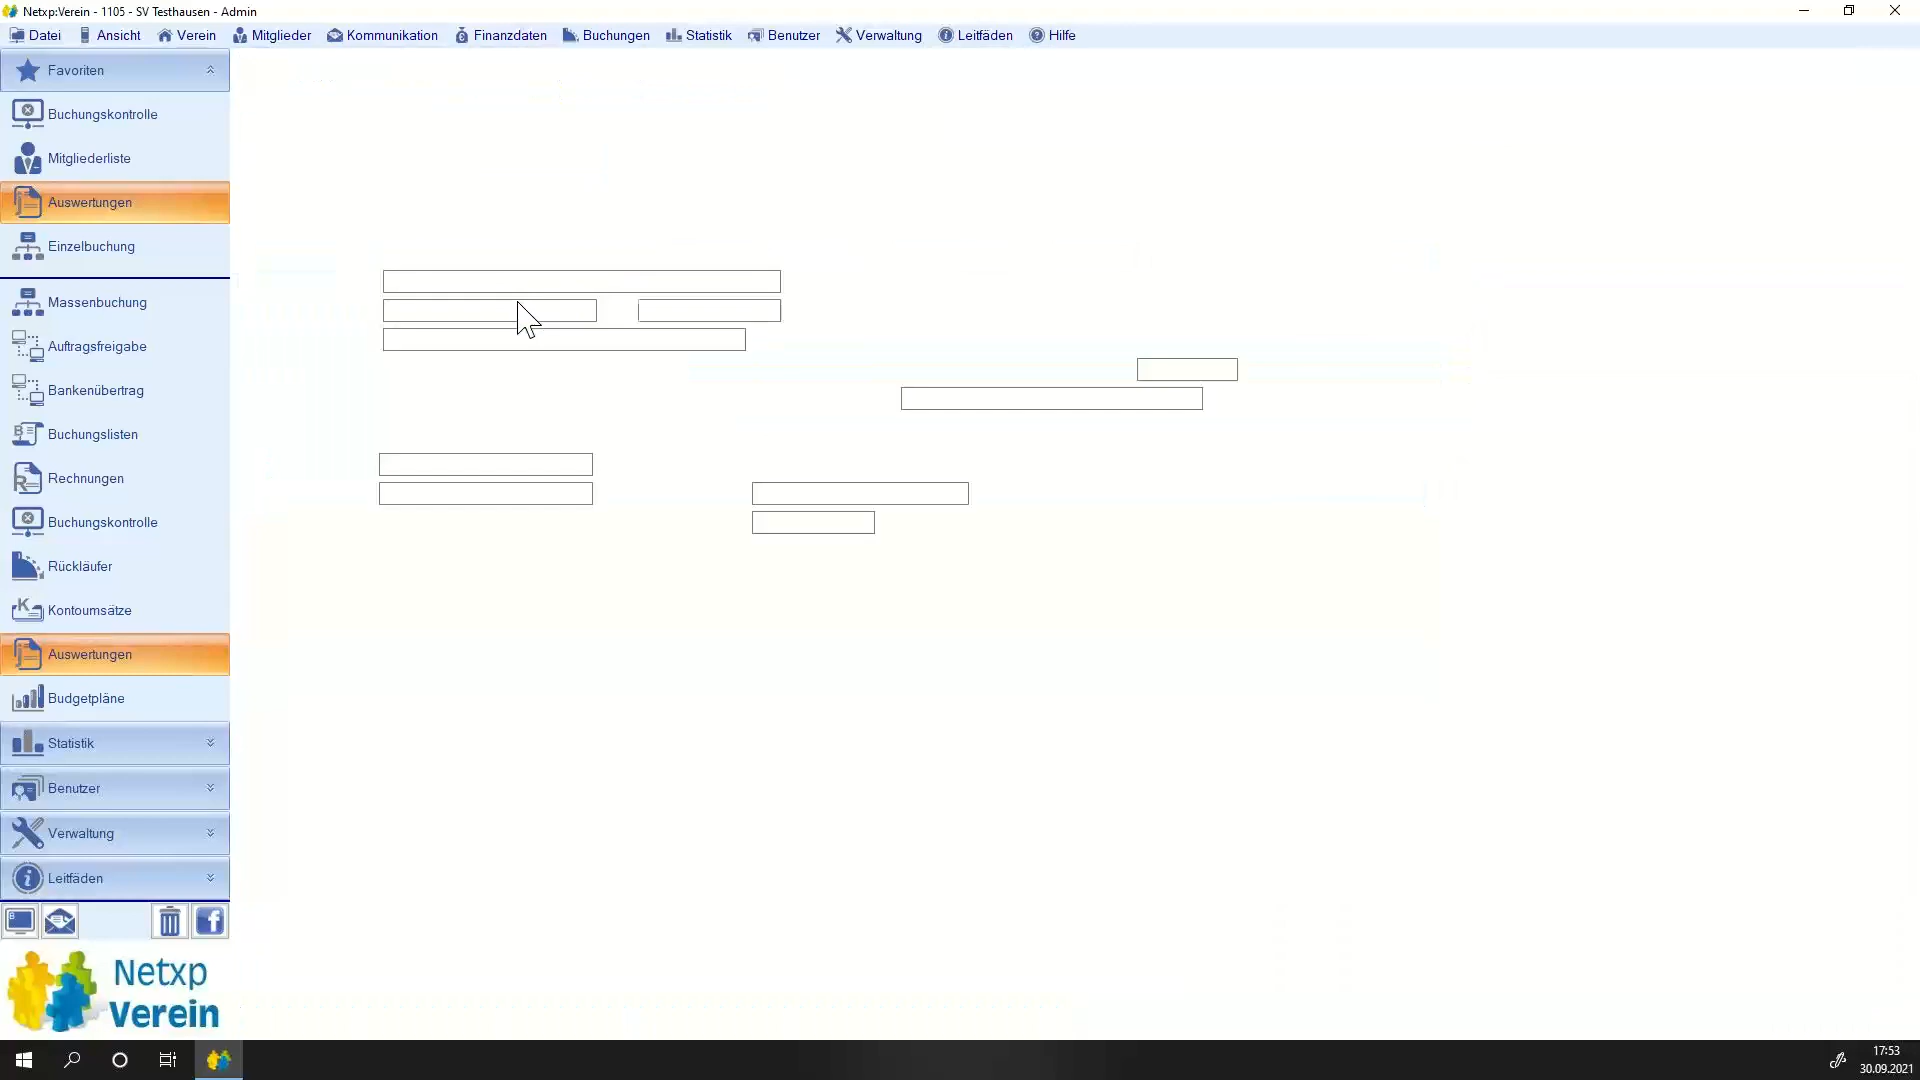 Netxp:Verein - 1105 - SV Testhausen - Admin
Datei Ansicht Verein Mitglieder Kommunikation Finanzdaten Buchungen Statistik Benutzer Verwaltung Leitfäden Hilfe
Favoriten
Buchungskontrolle
Mitgliederliste
Auswertungen
Einzelbuchung
Massenbuchung
Auftragsfreigabe
Bankenübertrag
Buchungslisten
Rechnungen
Buchungskontrolle
Rückläufer
Kontoumsätze
Auswertungen
Budgetpläne
Statistik
Benutzer
Verwaltung
Leitfäden
Netxp
Verein
17:53
30.09.2021